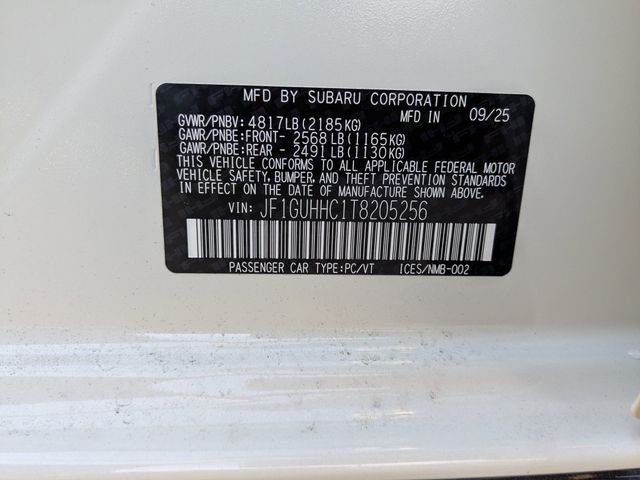 MFD BY SUBARU CORPORATION
GVWR/PNBV: 4817LB(2185KG) MFD IN 09/25
GAWR/PNBE:FRONT- 2568LB(1165KG)
GAWR/PNBE:REAR - 2491LB(1130KG)
THIS VEHICLE CONFORMS TO ALL APPLICABLE FEDERAL MOTOR
VEHICLE SAFETY, BUMPER, AND THEFT PREVENTION STANDARDS
IN EFFECT ON THE DATE OF MANUFACTURE SHOWN ABOVE.
VIN: JF1GUHHC1T8205256
PASSENGER CAR TYPE:PC/VT ICES/NMB-002